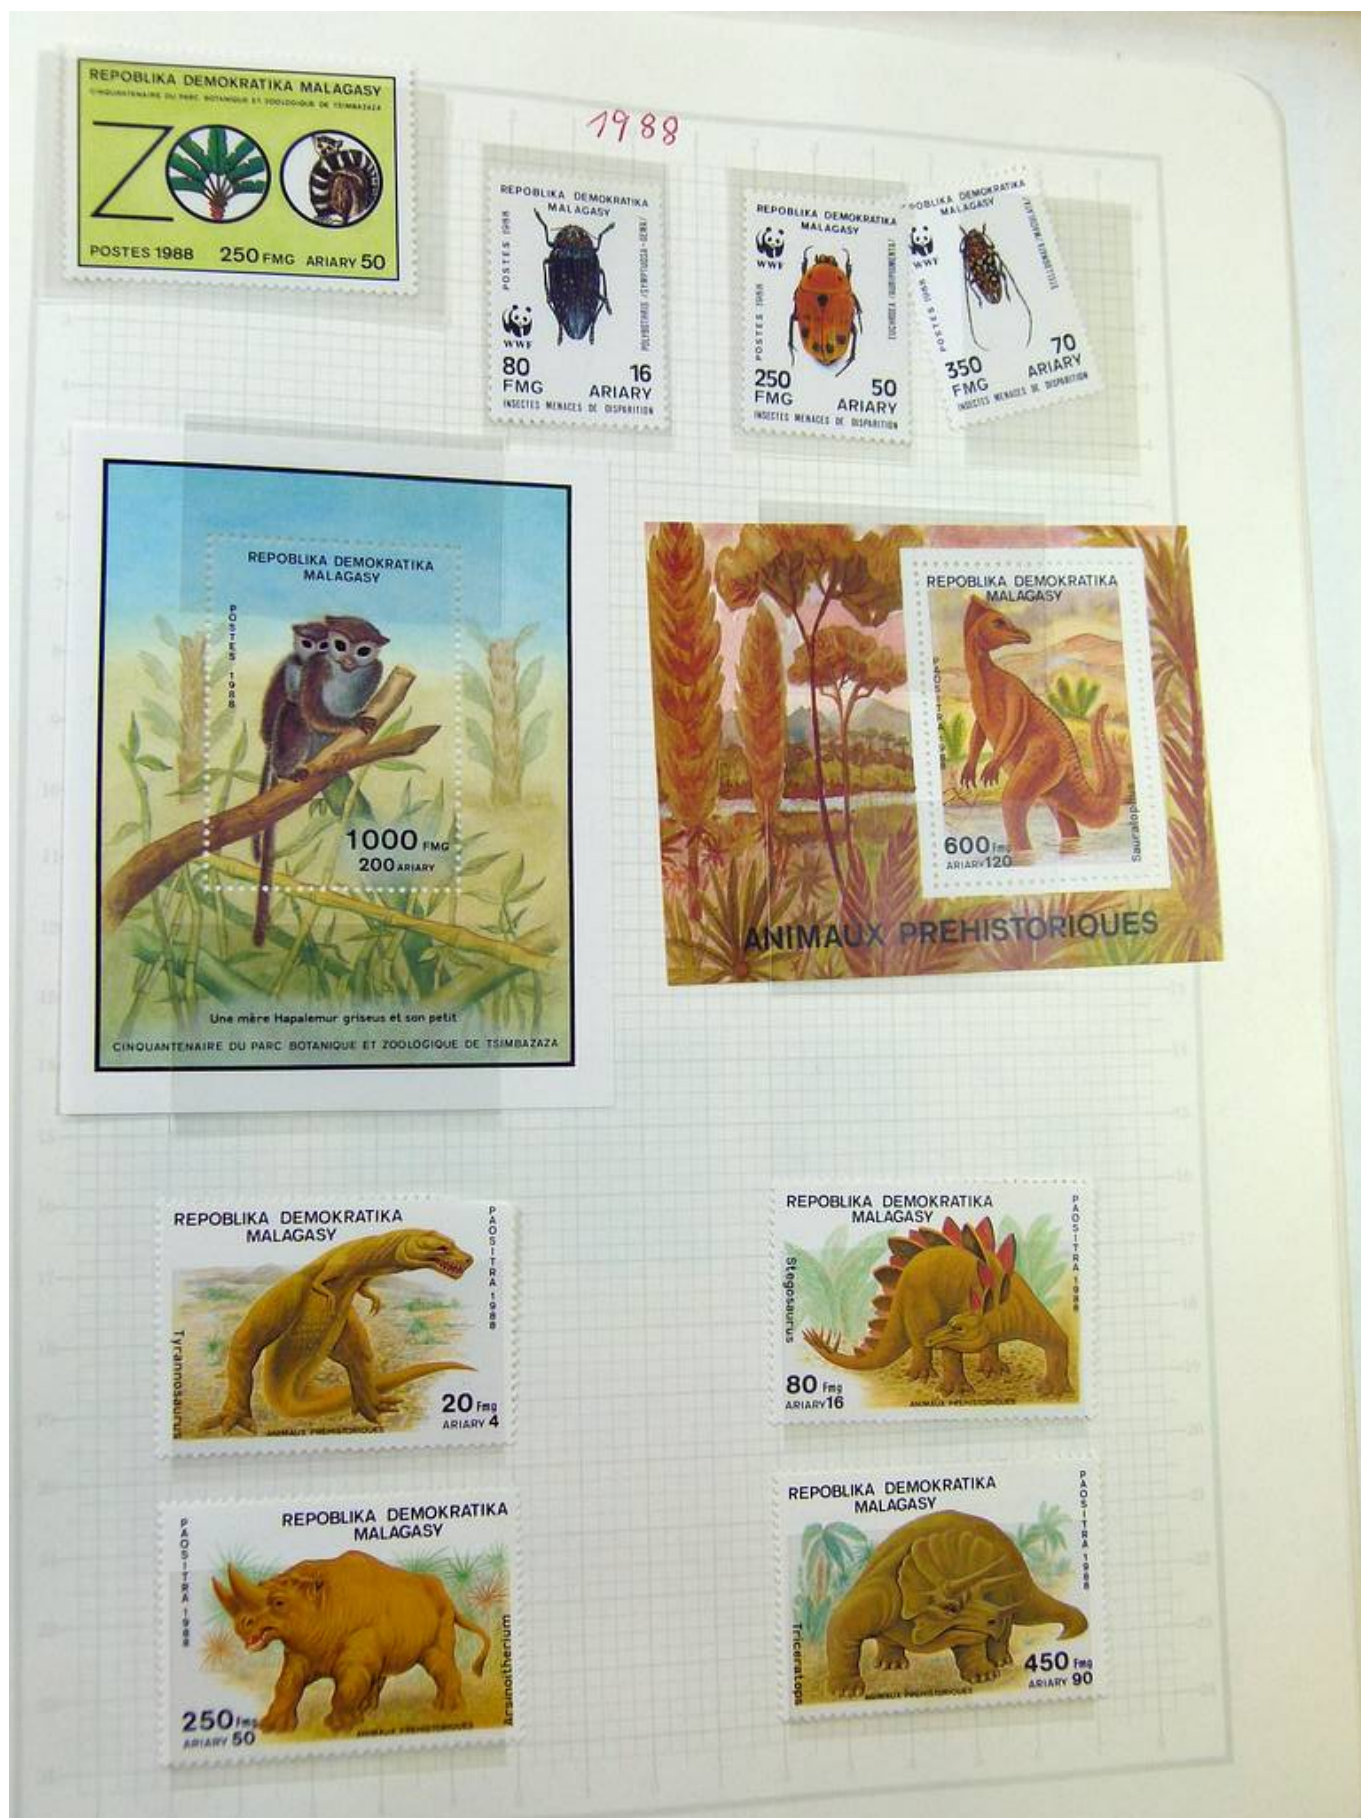 REPOBLIKA DEMOKRATIKA MALAGASY
CINQUANTENAIRE DU PARC BOTANIQUE ET ZOOLOGIQUE DE TSIMBAZAZA
ZOO
POSTES 1988 250 FMG ARIARY 50
1988
REPOBLIKA DEMOKRATIKA
MALAGASY
POSTES 1988
WWF
80 16
FMG ARIARY
INSECTES MENACES DE DISPARITION
REPOBLIKA DEMOKRATIKA
MALAGASY
WWF
POSTES 1988
250 50
FMG ARIARY
INSECTES MENACES DE DISPARITION
OBLIKA DEMOKRATIKA
MALAGASY
WWF
POSTES 1988
350 70
FMG ARIARY
INSECTES MENACES DE DISPARITION
REPOBLIKA DEMOKRATIKA
MALAGASY
POSTES 1988
1000 FMG
200 ARIARY
Une mère Hapalemur griseus et son petit
CINQUANTENAIRE DU PARC BOTANIQUE ET ZOOLOGIQUE DE TSIMBAZAZA
REPOBLIKA DEMOKRATIKA
MALAGASY
PAOSITRA 1988
Saurolophus
600 Fmg
ARIARY 120
ANIMAUX PREHISTORIQUES
REPOBLIKA DEMOKRATIKA
MALAGASY
PAOSITRA 1988
Tyrannosaurus
20 Fmg
ARIARY 4
ANIMAUX PREHISTORIQUES
REPOBLIKA DEMOKRATIKA
MALAGASY
PAOSITRA 1988
Stegosaurus
80 Fmg
ARIARY 16
ANIMAUX PREHISTORIQUES
REPOBLIKA DEMOKRATIKA
MALAGASY
PAOSITRA 1988
Arsinoitherium
250 Fmg
ARIARY 50
ANIMAUX PREHISTORIQUES
REPOBLIKA DEMOKRATIKA
MALAGASY
PAOSITRA 1988
Triceratops
450 Fmg
ARIARY 90
ANIMAUX PREHISTORIQUES